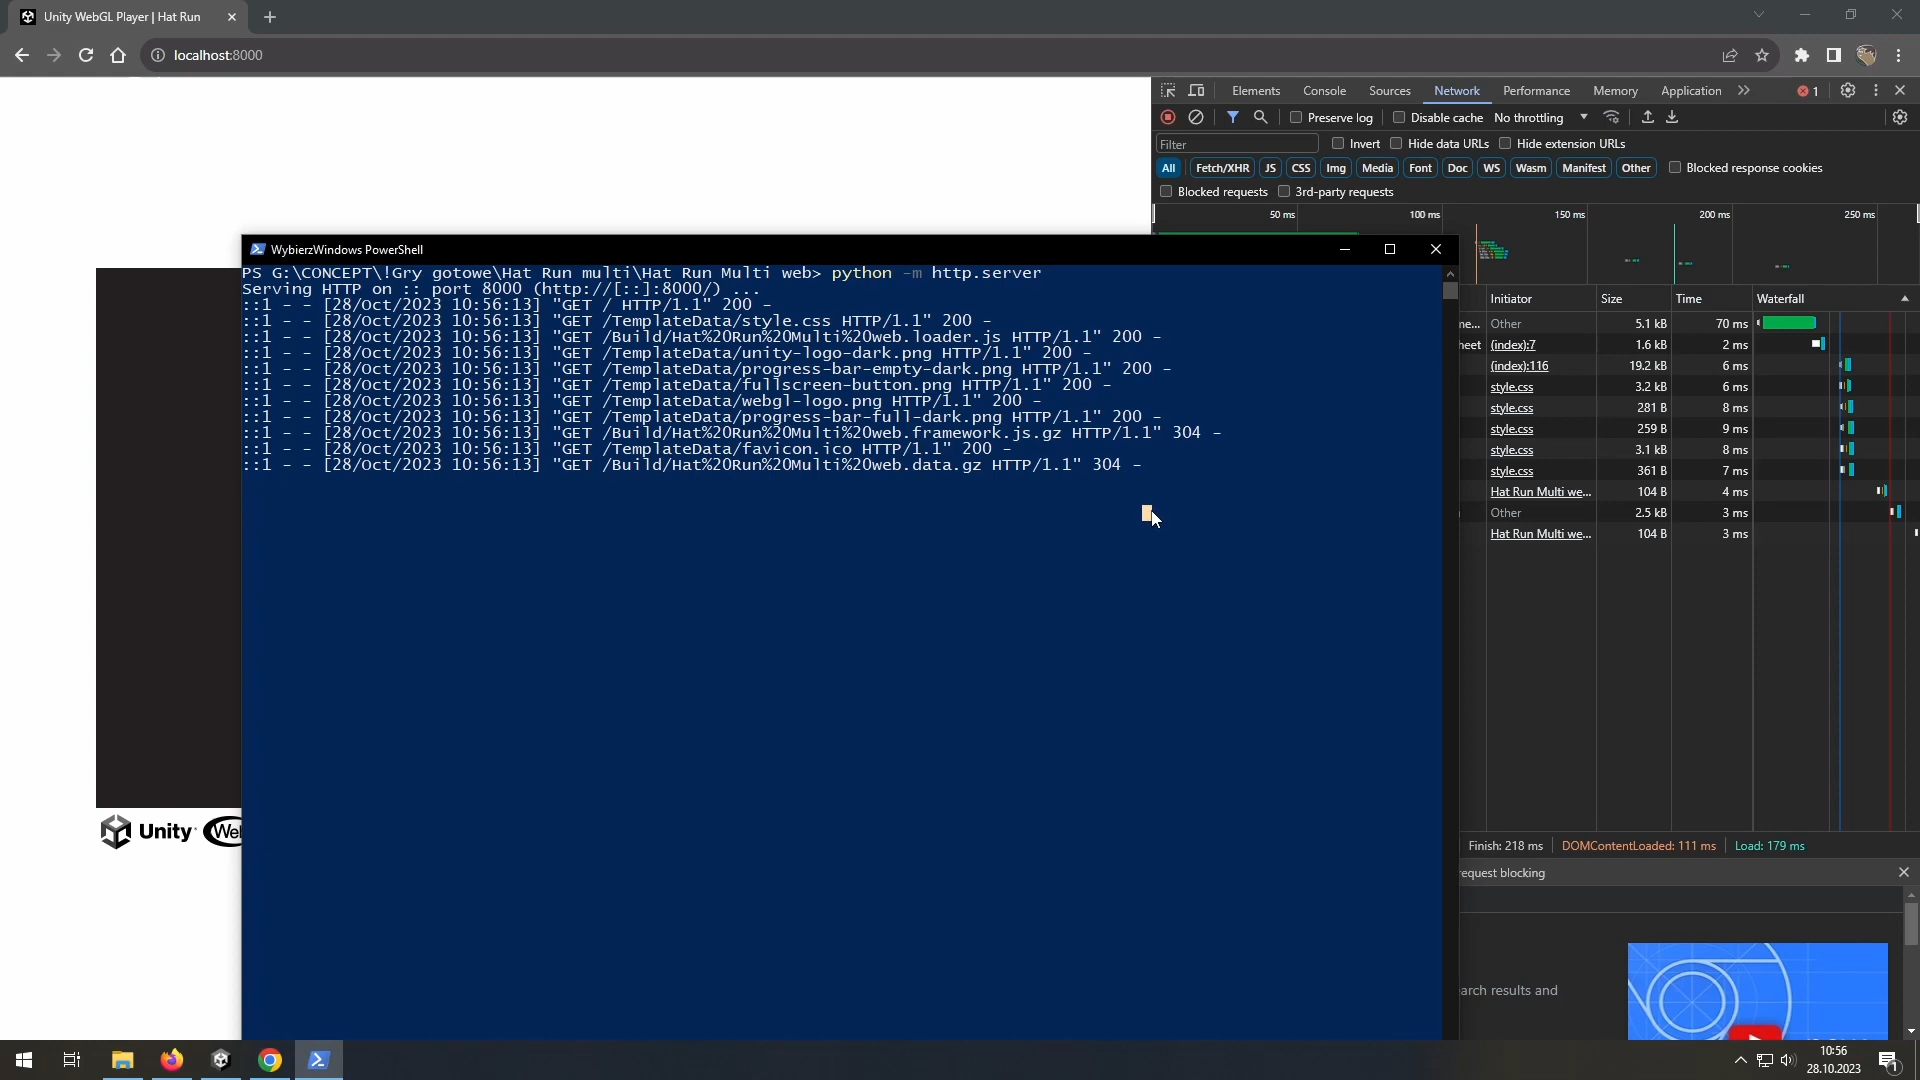 Unity WebGL Player | Hat Run
localhost:8000
Elements Console Sources Network Performance Memory Application 1
Preserve log Disable cache No throttling
Filter Invert Hide data URLs Hide extension URLs
All Fetch/XHR JS CSS Img Media Font Doc WS Wasm Manifest Other Blocked response cookies
Blocked requests 3rd-party requests
50 ms 100 ms 150 ms 200 ms 250 ms
WybierzWindows PowerShell
PS G:\CONCEPT\!Gry gotowe\Hat Run multi\Hat Run Multi web> python -m http.server
Serving HTTP on :: port 8000 (http://[::]:8000/) ...
::1 - - [28/Oct/2023 10:56:13] "GET / HTTP/1.1" 200 -
::1 - - [28/Oct/2023 10:56:13] "GET /TemplateData/style.css HTTP/1.1" 200 -
::1 - - [28/Oct/2023 10:56:13] "GET /Build/Hat%20Run%20Multi%20web.loader.js HTTP/1.1" 200 -
::1 - - [28/Oct/2023 10:56:13] "GET /TemplateData/unity-logo-dark.png HTTP/1.1" 200 -
::1 - - [28/Oct/2023 10:56:13] "GET /TemplateData/progress-bar-empty-dark.png HTTP/1.1" 200 -
::1 - - [28/Oct/2023 10:56:13] "GET /TemplateData/fullscreen-button.png HTTP/1.1" 200 -
::1 - - [28/Oct/2023 10:56:13] "GET /TemplateData/webgl-logo.png HTTP/1.1" 200 -
::1 - - [28/Oct/2023 10:56:13] "GET /TemplateData/progress-bar-full-dark.png HTTP/1.1" 200 -
::1 - - [28/Oct/2023 10:56:13] "GET /Build/Hat%20Run%20Multi%20web.framework.js.gz HTTP/1.1" 304 -
::1 - - [28/Oct/2023 10:56:13] "GET /TemplateData/favicon.ico HTTP/1.1" 200 -
::1 - - [28/Oct/2023 10:56:13] "GET /Build/Hat%20Run%20Multi%20web.data.gz HTTP/1.1" 304 -
Initiator Size Time Waterfall
me... Other 5.1 kB 70 ms
heet (index):7 1.6 kB 2 ms
(index):116 19.2 kB 6 ms
style.css 3.2 kB 6 ms
style.css 281 B 8 ms
style.css 259 B 9 ms
style.css 3.1 kB 8 ms
style.css 361 B 7 ms
Hat Run Multi we... 104 B 4 ms
Other 2.5 kB 3 ms
Hat Run Multi we... 104 B 3 ms
Finish: 218 ms DOMContentLoaded: 111 ms Load: 179 ms
equest blocking
earch results and
Unity We
10:56
28.10.2023
1